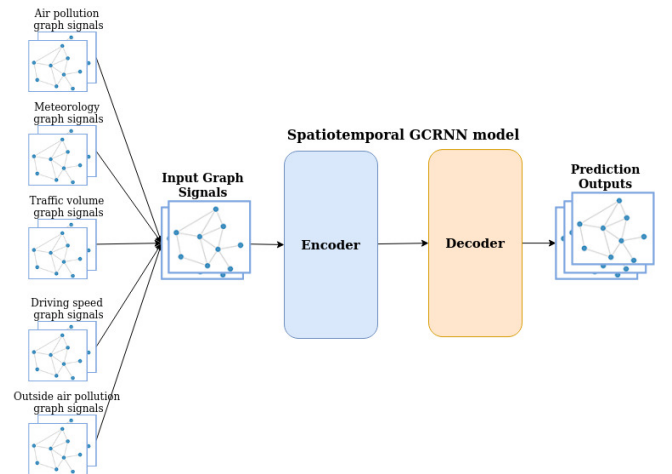 Air pollution
graph signals
Meteorology
graph signals
Traffic volume
graph signals
Driving speed
graph signals
Outside air pollution
graph signals
Input Graph
Signals
Spatiotemporal GCRNN model
Encoder
Decoder
Prediction
Outputs